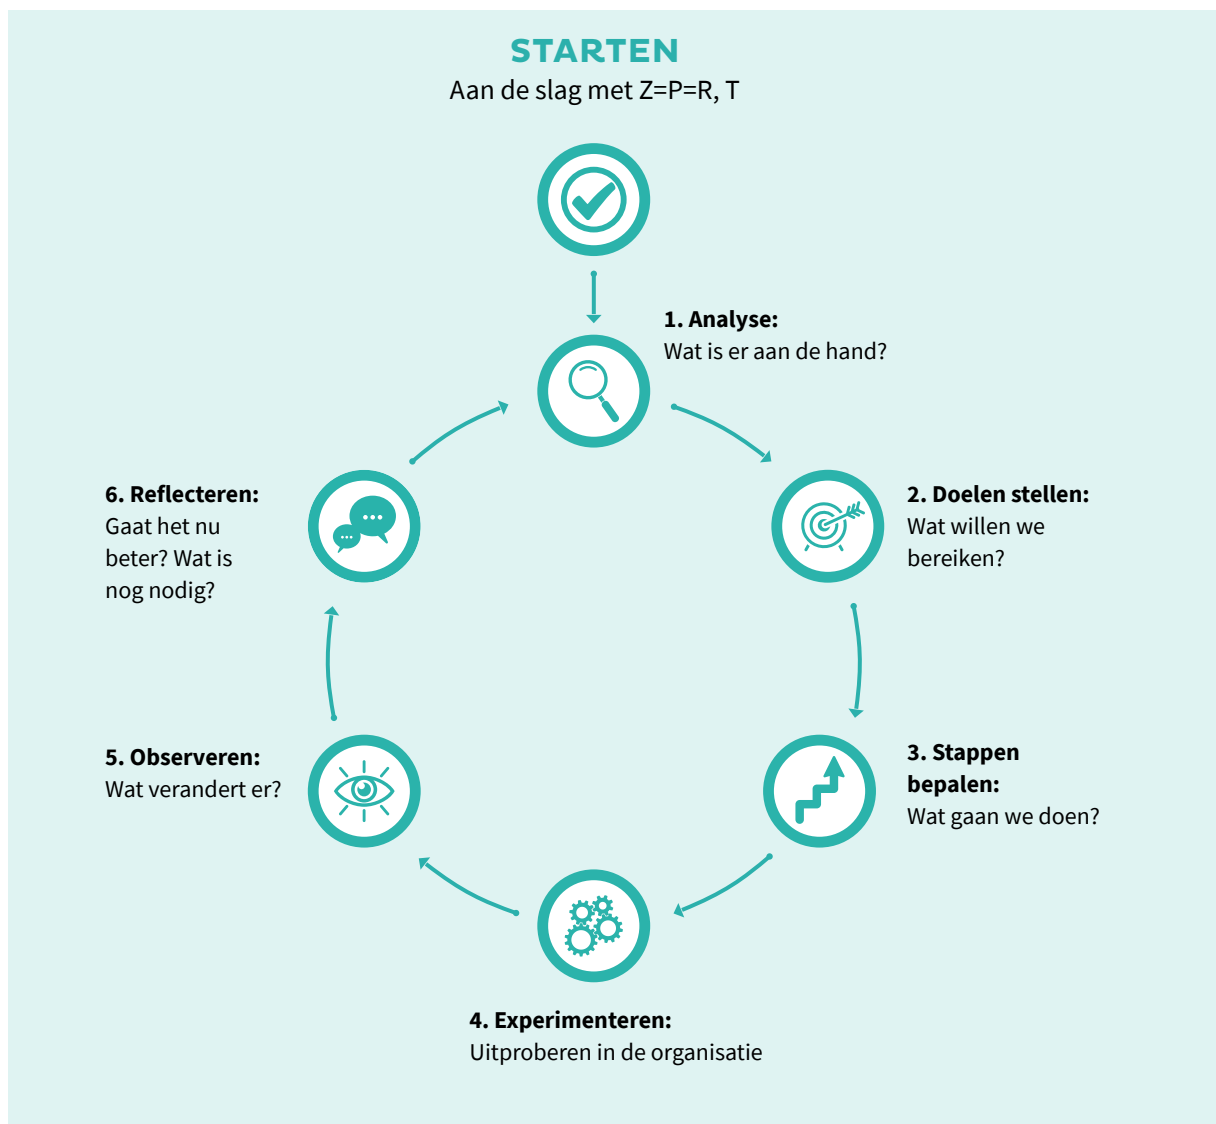 STARTEN
Aan de slag met Z=P=R, T
1. Analyse:
Wat is er aan de hand?
2. Doelen stellen:
Wat willen we
bereiken?
3. Stappen
bepalen:
Wat gaan we doen?
4. Experimenteren:
Uitproberen in de organisatie
5. Observeren:
Wat verandert er?
6. Reflecteren:
Gaat het nu
beter? Wat is
nog nodig?